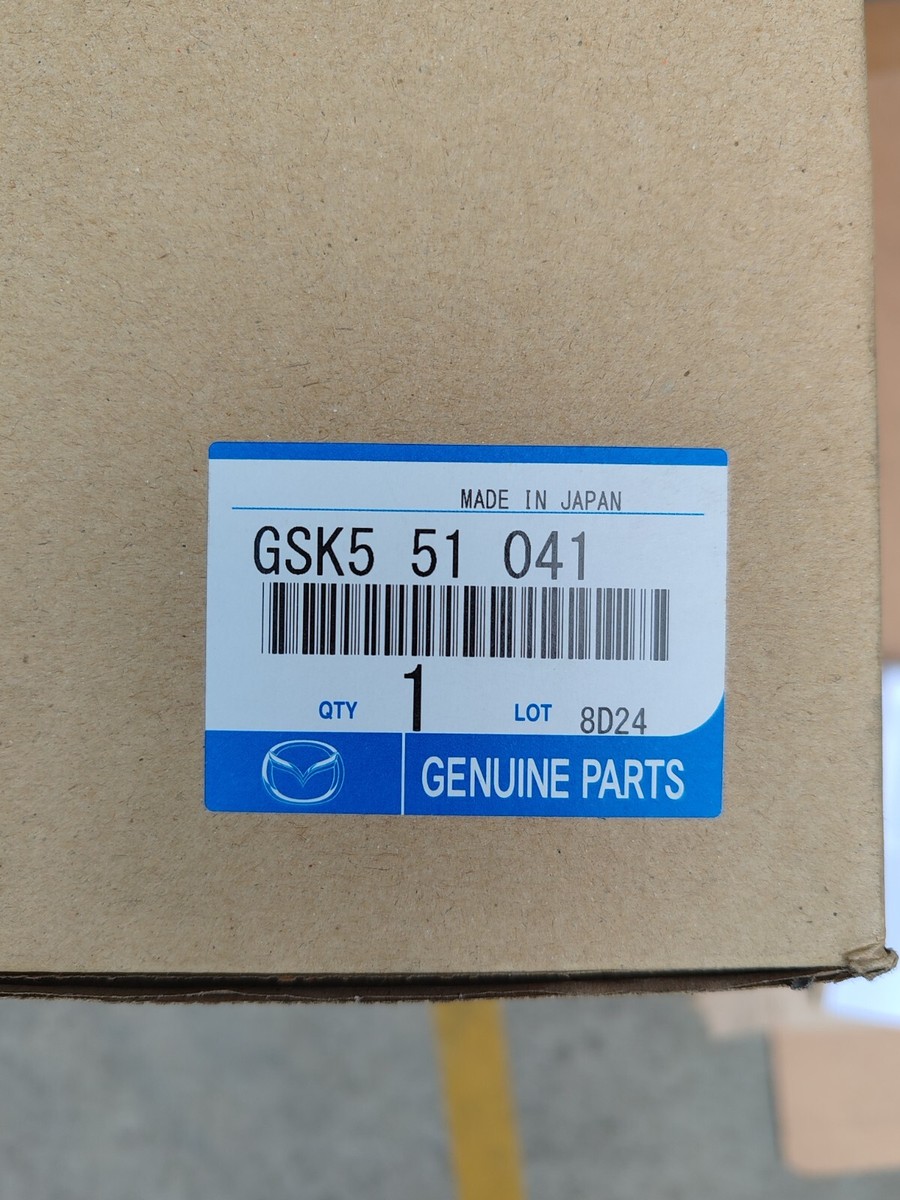 MADE IN JAPAN
GSK5 51 041
QTY 1 LOT 8D24
GENUINE PARTS